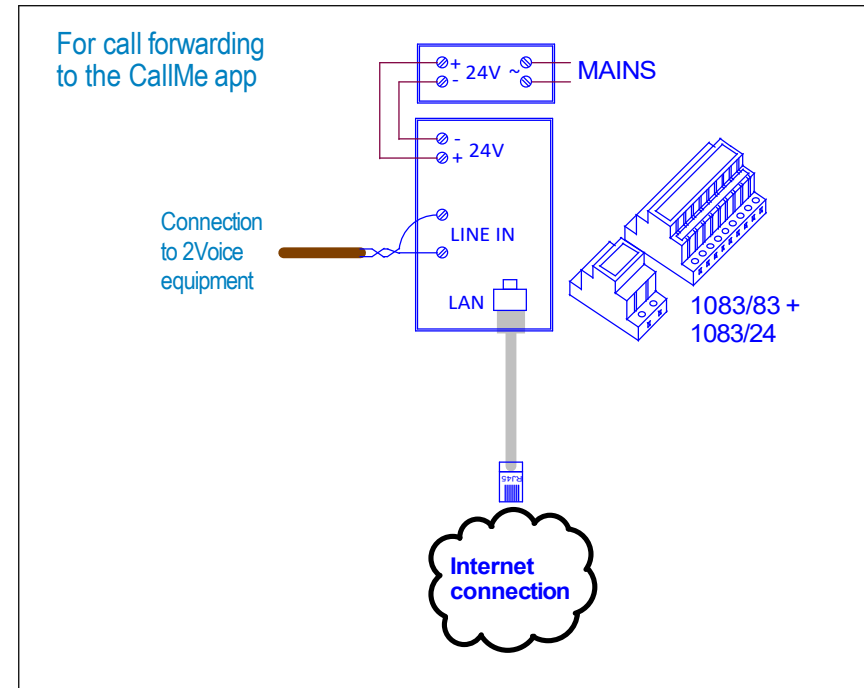 For call forwarding
to the CallMe app
+ 24V ~
-
MAINS
-
+ 24V
Connection
to 2Voice
equipment
LINE IN
LAN
1083/83 +
1083/24
RJ45
Internet
connection